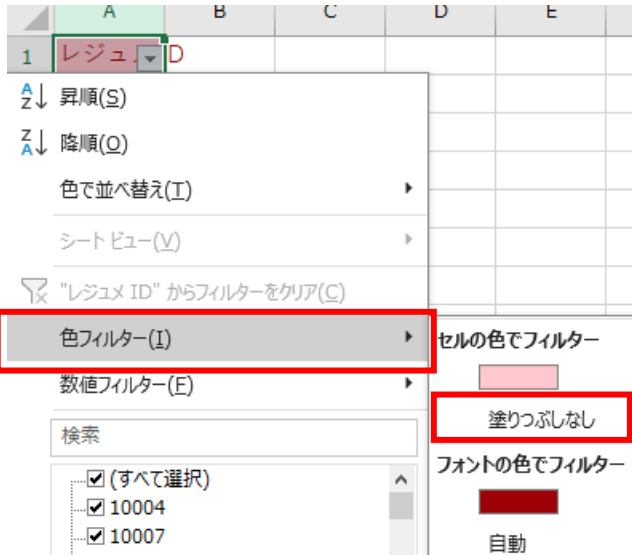 A B C D E
1 レジュ D
昇順(S)
降順(O)
色で並べ替え(T)
シート ビュー(V)
"レジュメ ID" からフィルターをクリア(C)
色フィルター(I)
セルの色でフィルター
数値フィルター(F)
塗りつぶしなし
検索
フォントの色でフィルター
(すべて選択)
10004
10007
自動